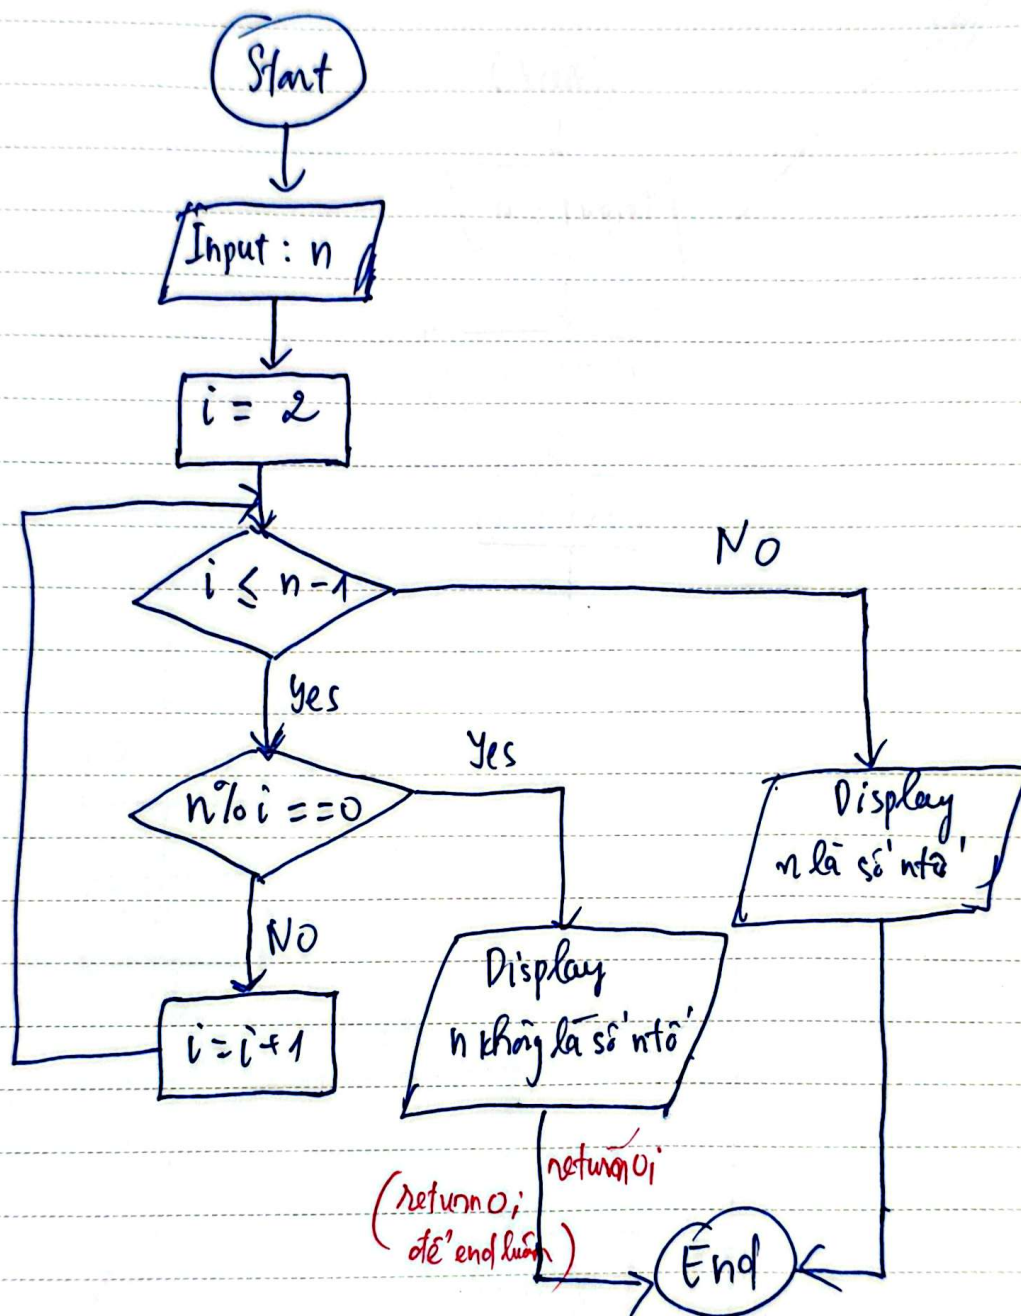 Start
Input: n
i = 2
i ≤ n-1
NO
Yes
n%i==0
Yes
NO
i=i+1
Display
n là số ntố
Display
n không là số ntố
return 0;
(return 0;
để end luôn)
End